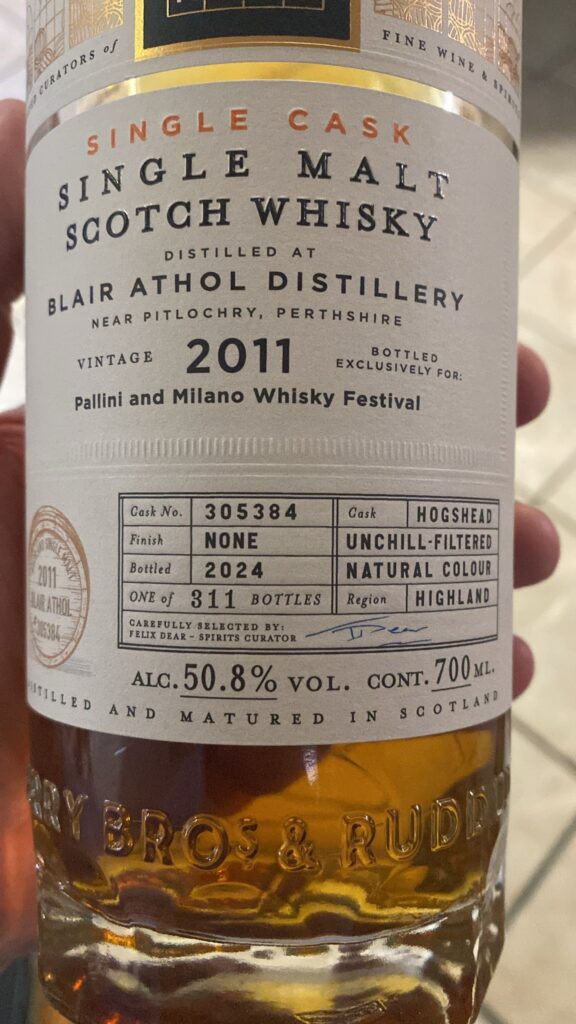 CURATORS of
FINE WINE &
SINGLE CASK
SINGLE MALT
SCOTCH WHISKY
DISTILLED AT
BLAIR ATHOL DISTILLERY
NEAR PITLOCHRY, PERTHSHIRE
VINTAGE 2011 BOTTLED
EXCLUSIVELY FOR:
Pallini and Milano Whisky Festival
Cask No. 305384 Cask HOGSHEAD
Finish NONE UNCHILL-FILTERED
Bottled 2024 NATURAL COLOUR
ONE of 311 BOTTLES Region HIGHLAND
CAREFULLY SELECTED BY:
FELIX DEAR - SPIRITS CURATOR
2011
BLAIR ATHOL
305384
ALC. 50.8% VOL. CONT. 700 ML.
AND MATURED IN SCOTLAND
BROS & RUDD